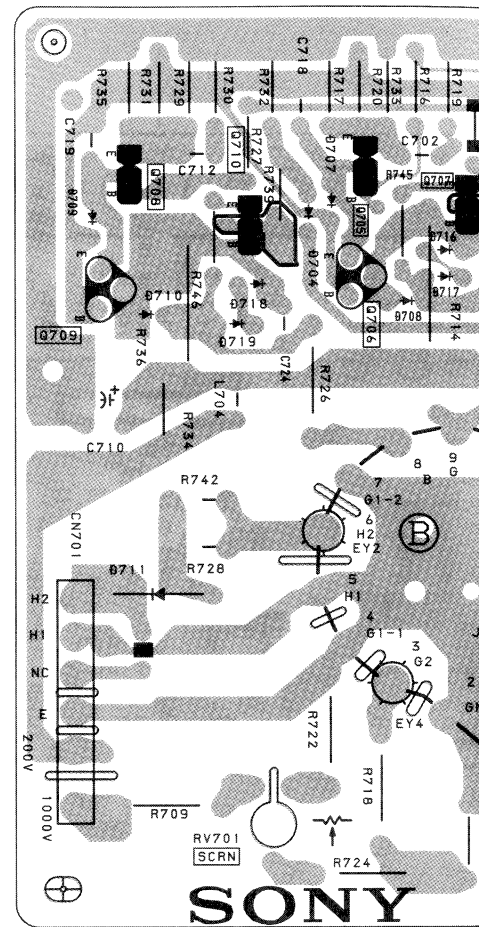 R735
R731
R729
R730
R732
C718
R717
R720
R733
R716
R719
C719
E
B
Q708
C712
Q710
R727
R739
D707
E
B
Q705
C702
R745
Q707
D709
E
B
Q709
D710
R736
R746
D718
D719
D704
C724
E
B
Q706
D716
D717
D708
R714
+
C710
R734
L704
R726
R742
R728
7
G1-2
6
H2
EY2
8
B
9
G
B
CN701
D711
5
H1
4
G1-1
3
G2
EY4
2
J
H2
H1
NC
E
200V
1000V
R722
R718
R709
RV701
SCRN
R724
SONY